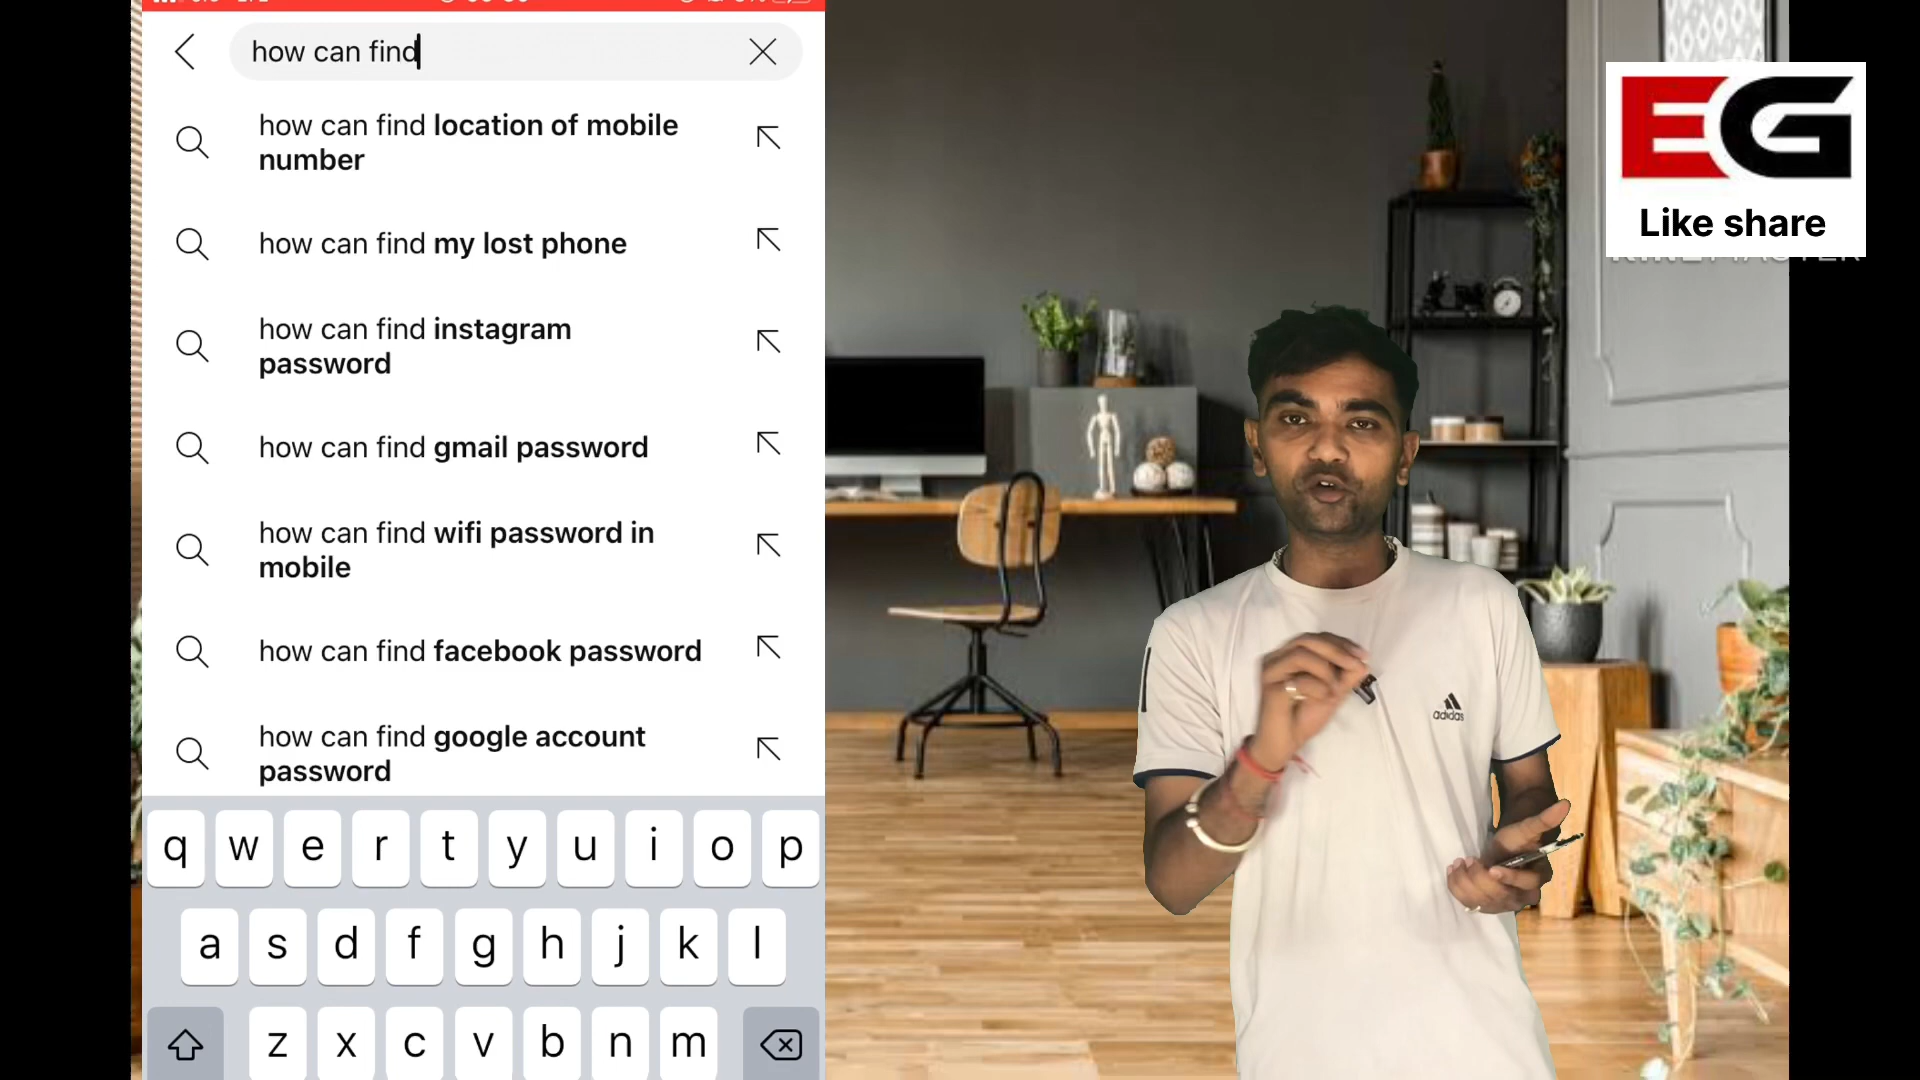 how can find
how can find location of mobile
number
how can find my lost phone
how can find instagram
password
how can find gmail password
how can find wifi password in
mobile
how can find facebook password
how can find google account
password
q w e r t y u i o p
a s d f g h j k l
z x c v b n m
EG
Like share
adidas